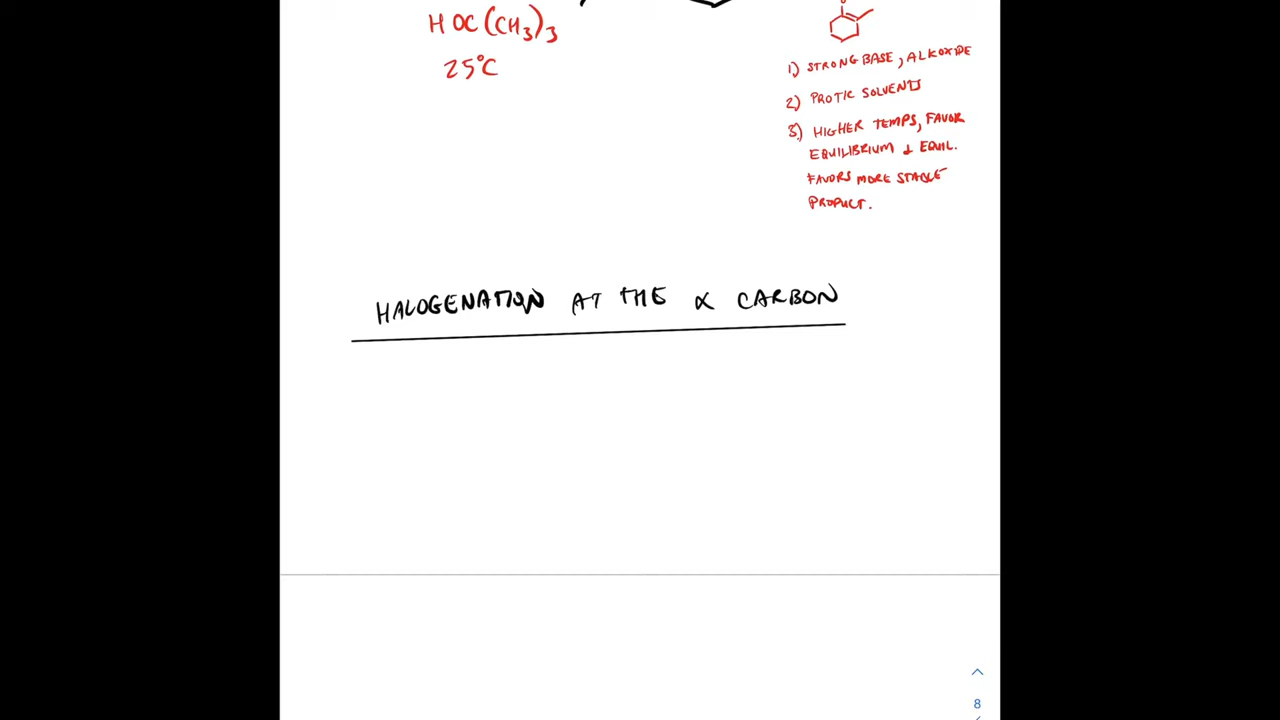 HOC(CH3)3
25°C
1) STRONG BASE, ALKOXIDE
2) PROTIC SOLVENTS
3.) HIGHER TEMPS, FAVOR
EQUILIBRIUM & EQUIL.
FAVORS MORE STABLE
PRODUCT.
HALOGENATION AT THE α CARBON
8